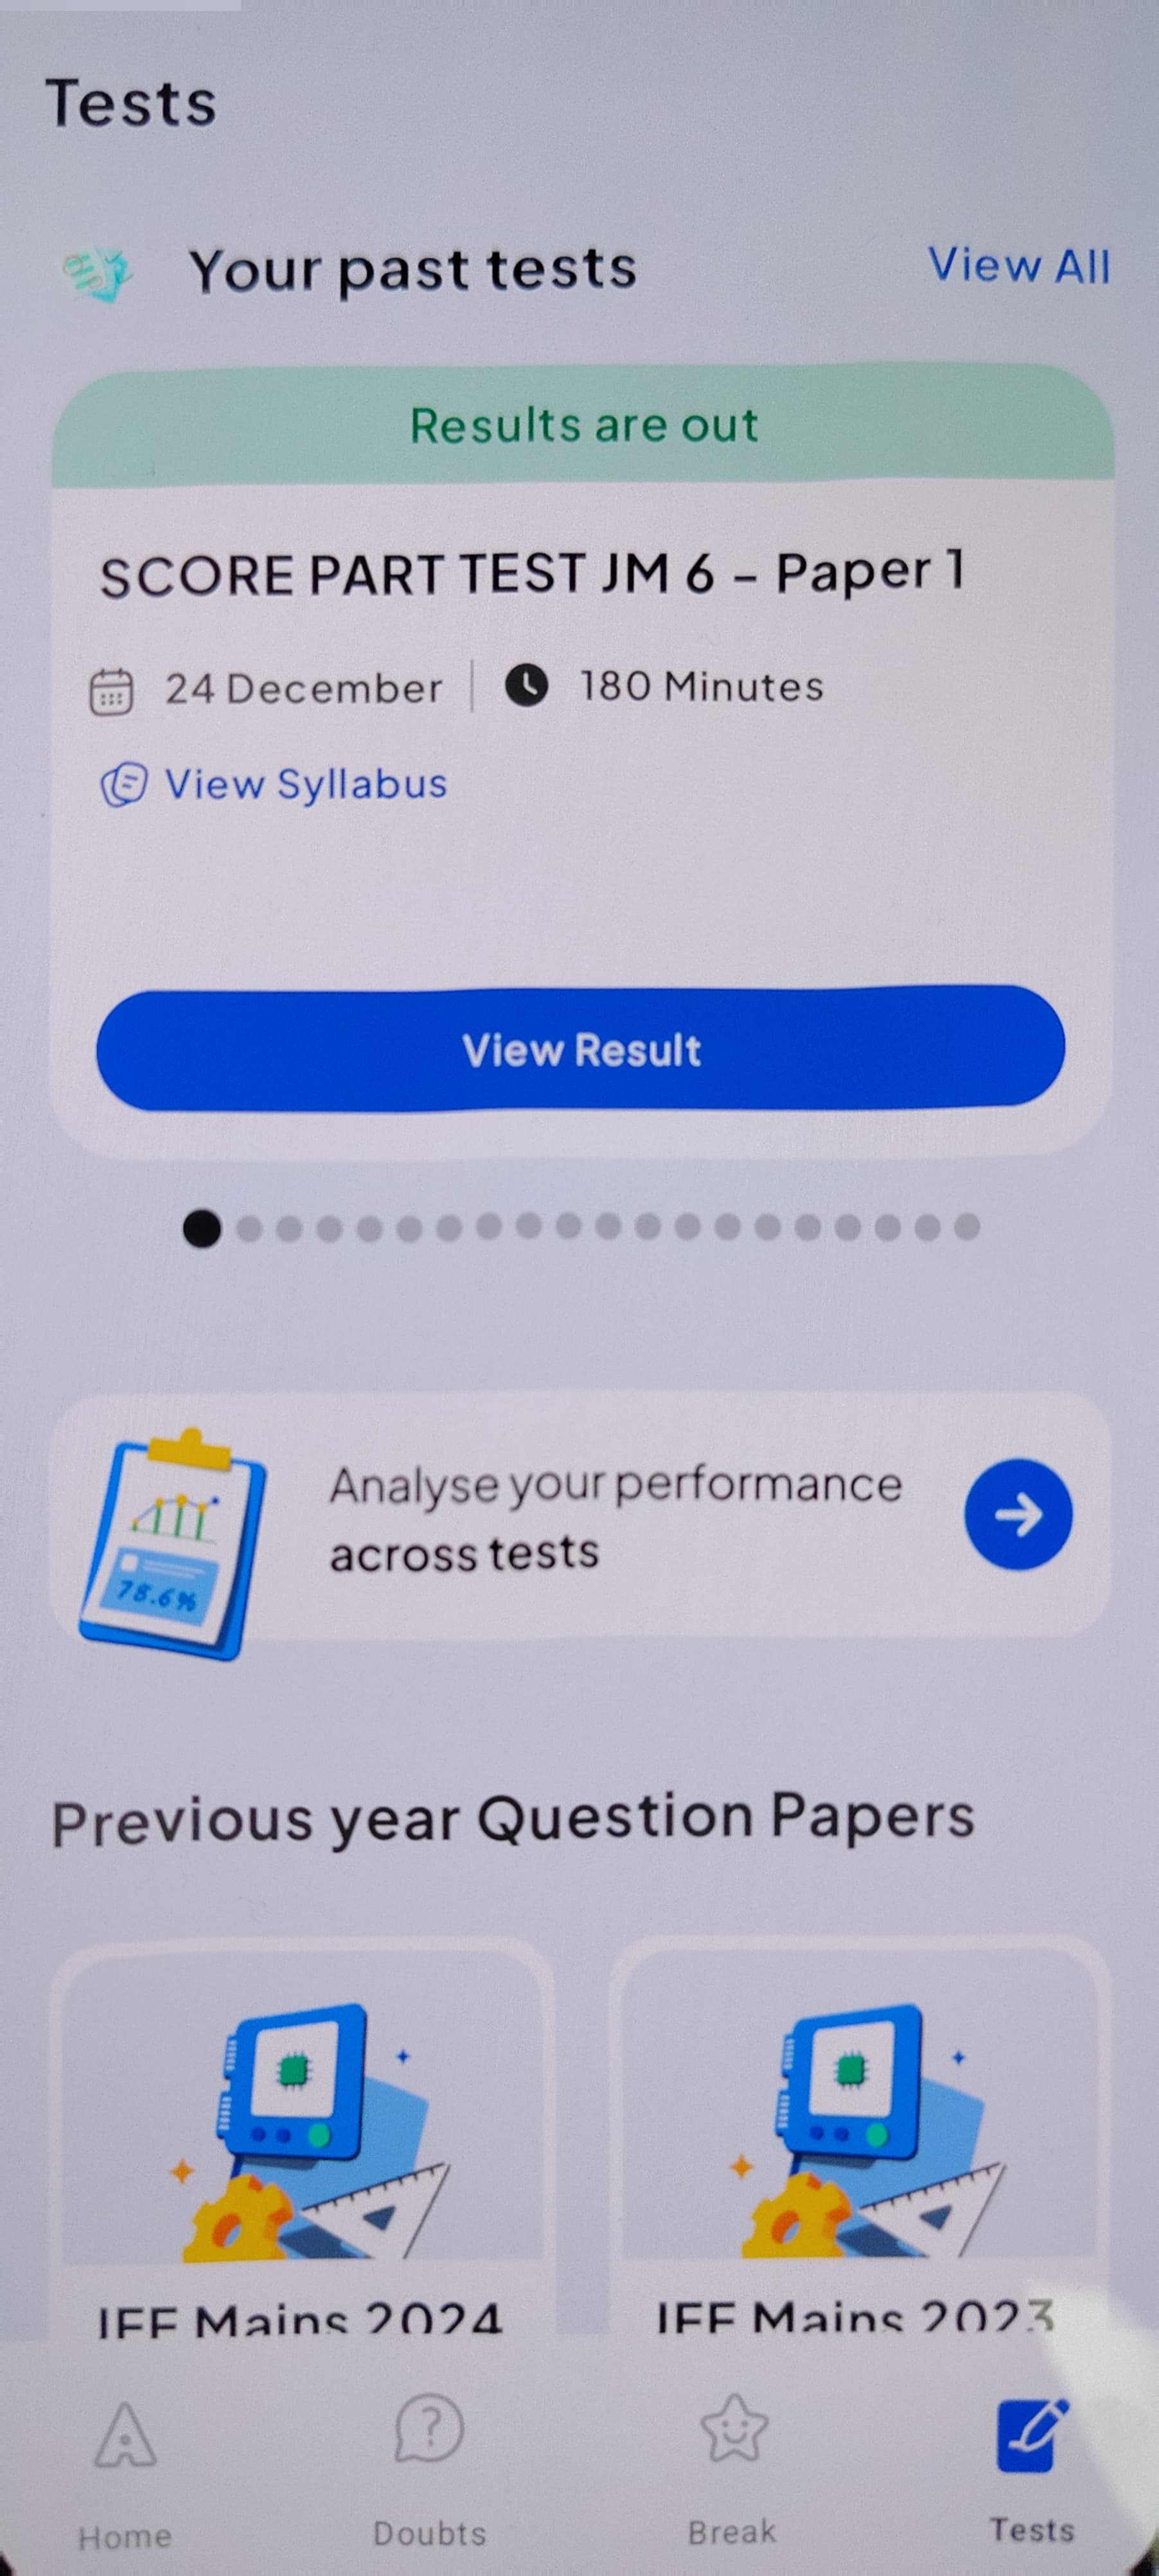 Tests
Your past tests
View All
Results are out
SCORE PART TEST JM 6 – Paper 1
24 December
180 Minutes
View Syllabus
View Result
Analyse your performance
across tests
78.6%
Previous year Question Papers
JEE Mains 2024
JEE Mains 2023
Home
Doubts
Break
Tests